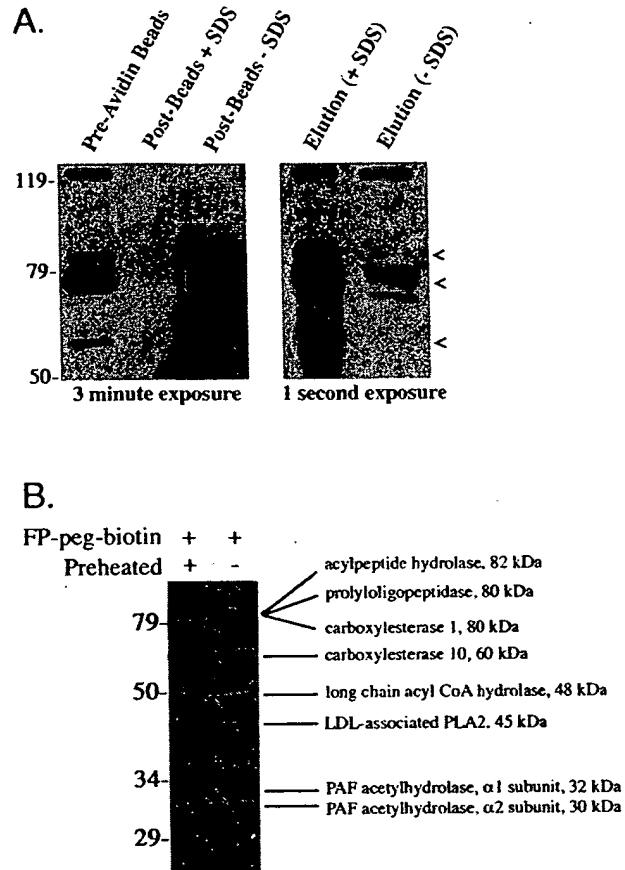 A.
Pre-Avidin Beads
Post-Beads + SDS
Post-Beads - SDS
Elution (+ SDS)
Elution (- SDS)
119-
79-
50-
<
<
<
3 minute exposure
1 second exposure
B.
FP-peg-biotin + +
Preheated + -
79-
50-
34-
29-
acylpeptide hydrolase, 82 kDa
prolyloligopeptidase, 80 kDa
carboxylesterase 1, 80 kDa
carboxylesterase 10, 60 kDa
long chain acyl CoA hydrolase, 48 kDa
LDL-associated PLA2, 45 kDa
PAF acetylhydrolase, α1 subunit, 32 kDa
PAF acetylhydrolase, α2 subunit, 30 kDa